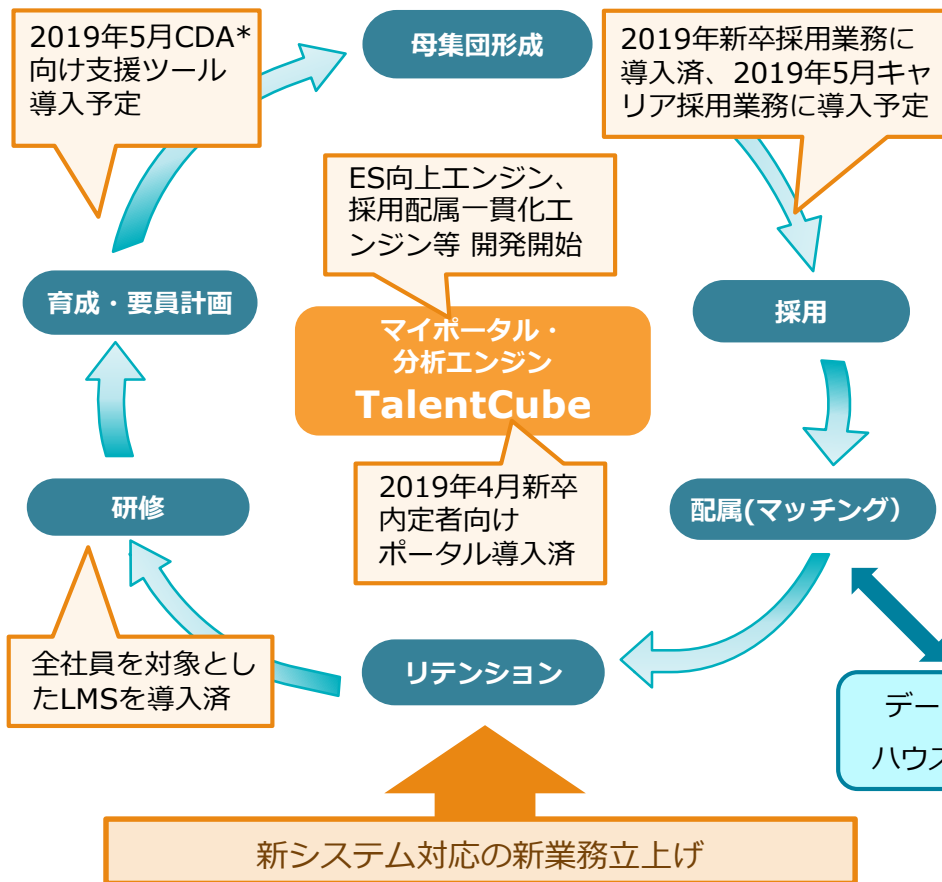 2019年5月CDA*
向け支援ツール
導入予定
母集団形成
2019年新卒採用業務に
導入済、2019年5月キャ
リア採用業務に導入予定
ES向上エンジン、
採用配属一貫化エ
ンジン等 開発開始
育成・要員計画
採用
マイポータル・
分析エンジン
TalentCube
2019年4月新卒
内定者向け
ポータル導入済
研修
配属(マッチング）
全社員を対象とし
たLMSを導入済
リテンション
デー
ハウス
新システム対応の新業務立上げ